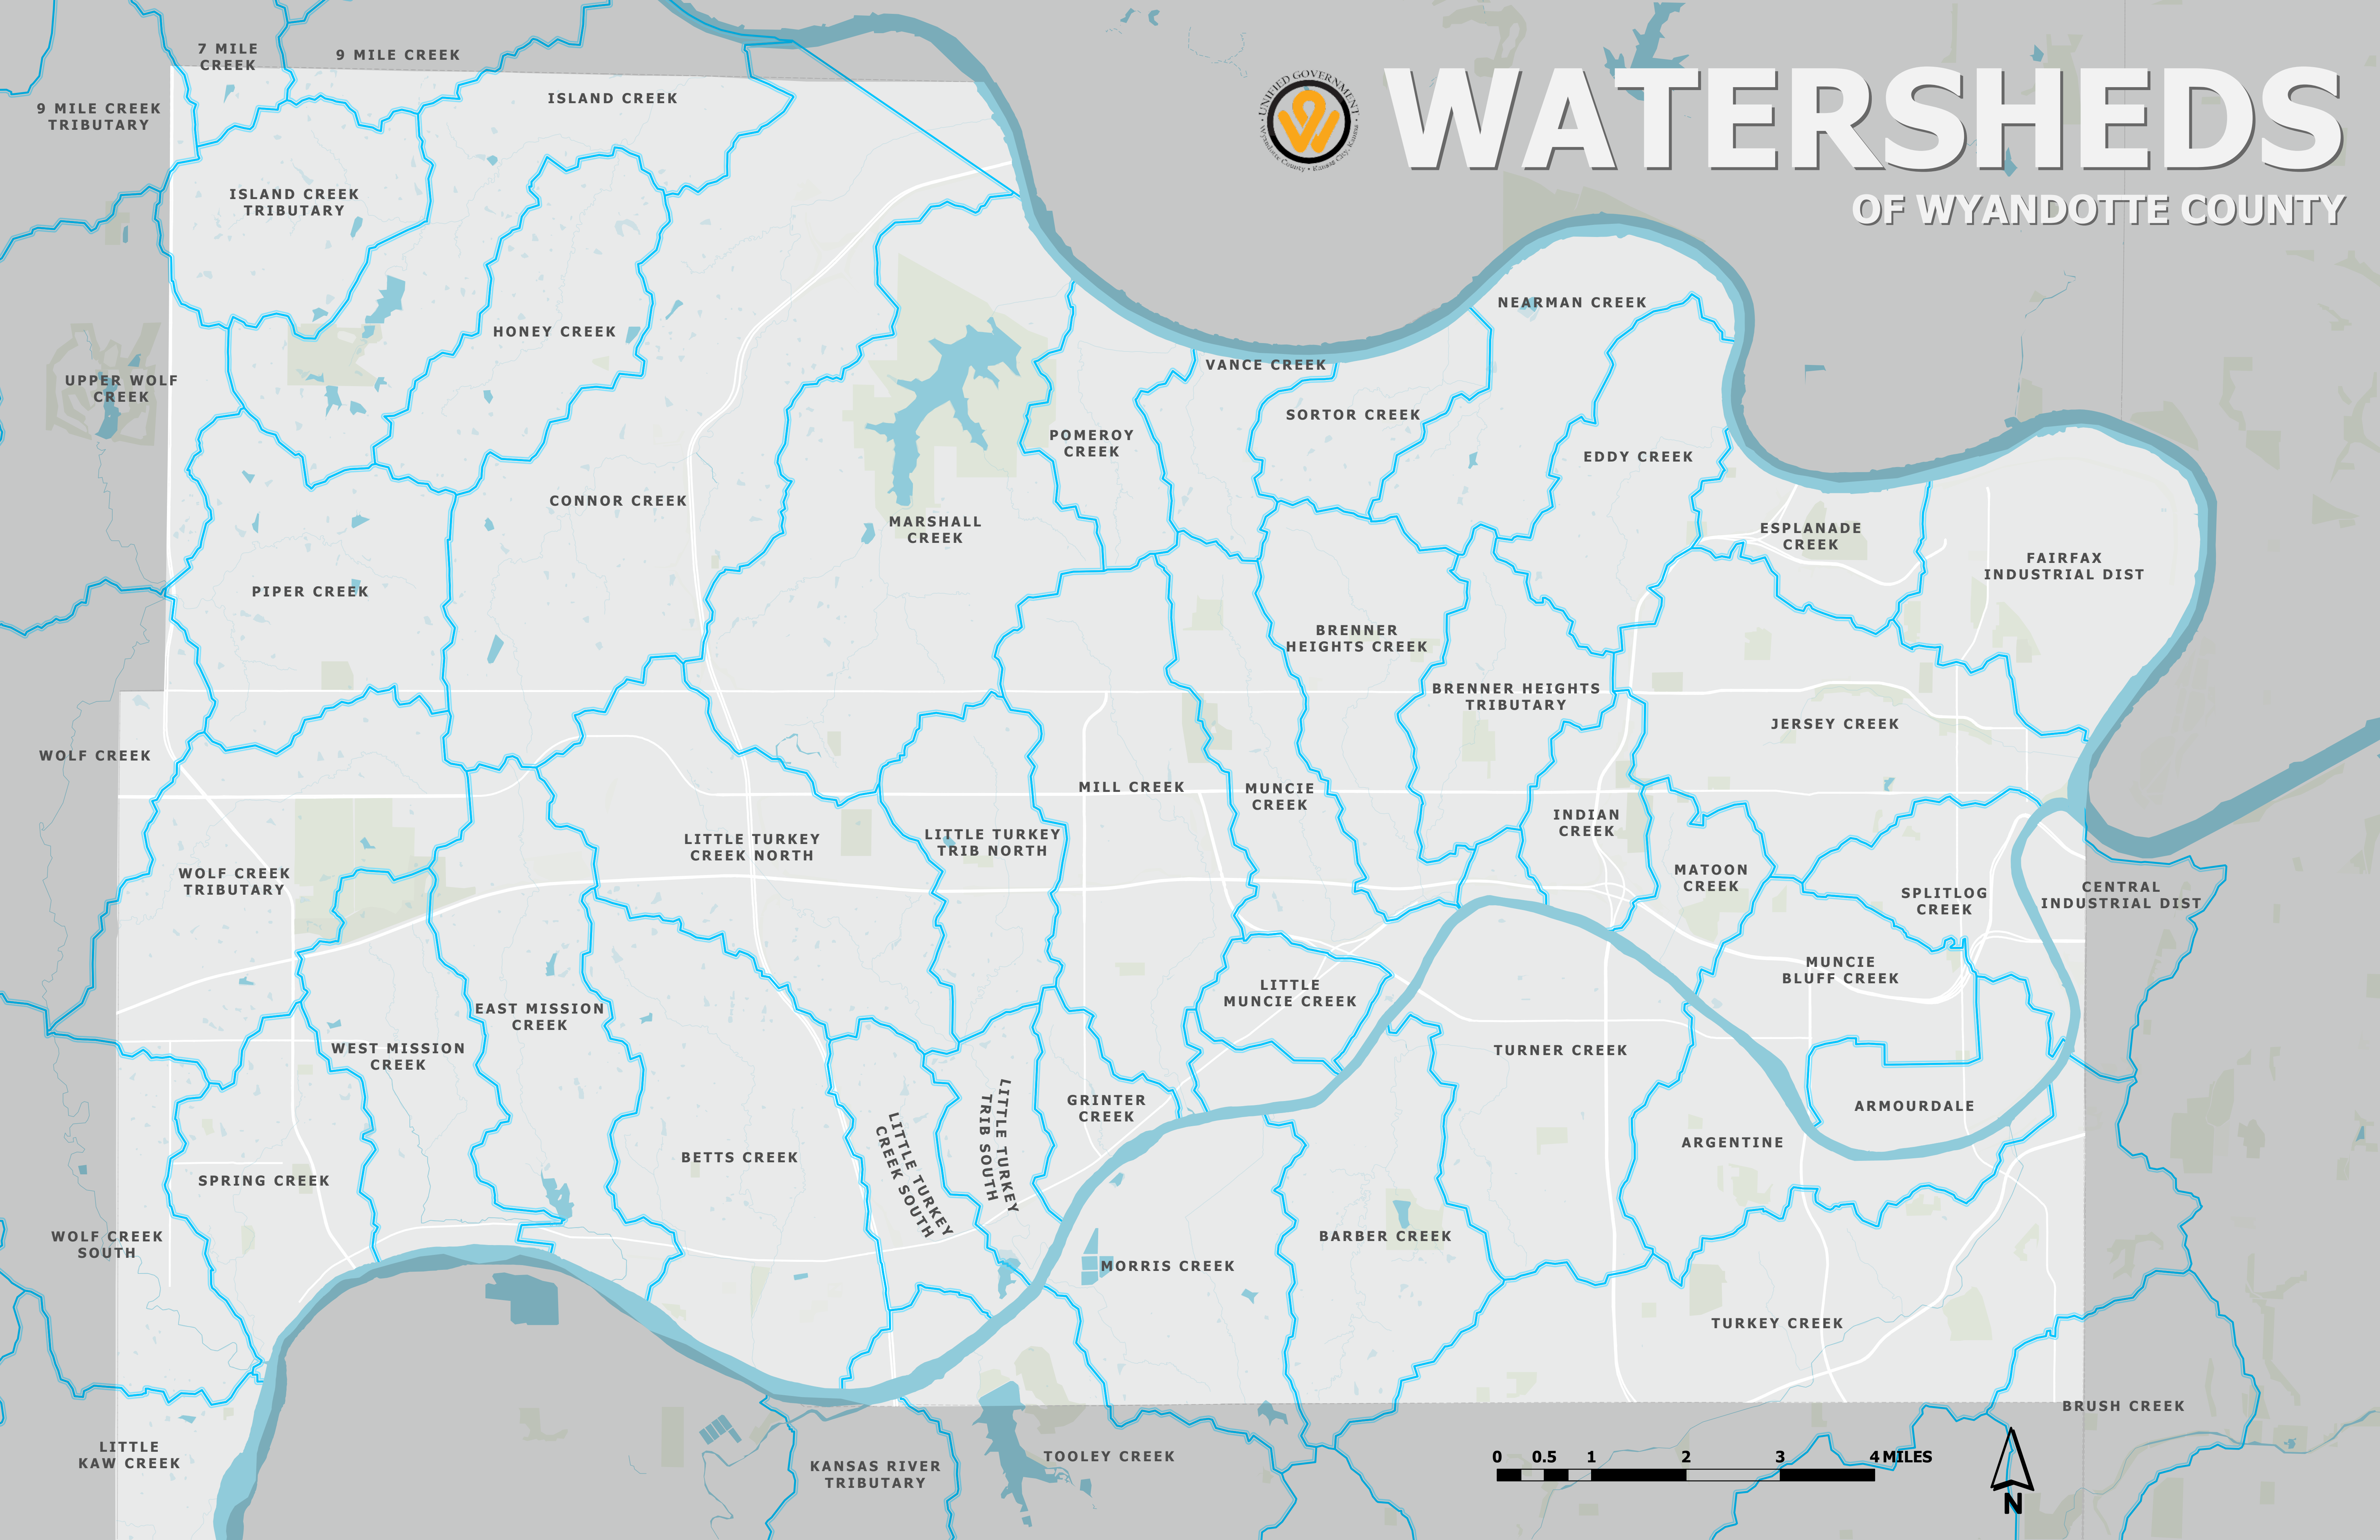 WATERSHEDS
OF WYANDOTTE COUNTY
UNIFIED GOVERNMENT
Wyandotte County • Kansas City, Kansas
7 MILE
CREEK
9 MILE CREEK
9 MILE CREEK
TRIBUTARY
ISLAND CREEK
ISLAND CREEK
TRIBUTARY
HONEY CREEK
UPPER WOLF
CREEK
NEARMAN CREEK
VANCE CREEK
SORTOR CREEK
POMEROY
CREEK
EDDY CREEK
CONNOR CREEK
MARSHALL
CREEK
ESPLANADE
CREEK
FAIRFAX
INDUSTRIAL DIST
PIPER CREEK
BRENNER
HEIGHTS CREEK
BRENNER HEIGHTS
TRIBUTARY
JERSEY CREEK
WOLF CREEK
MILL CREEK
MUNCIE
CREEK
INDIAN
CREEK
LITTLE TURKEY
CREEK NORTH
LITTLE TURKEY
TRIB NORTH
WOLF CREEK
TRIBUTARY
MATOON
CREEK
SPLITLOG
CREEK
CENTRAL
INDUSTRIAL DIST
MUNCIE
BLUFF CREEK
LITTLE
MUNCIE CREEK
EAST MISSION
CREEK
WEST MISSION
CREEK
TURNER CREEK
GRINTER
CREEK
ARMOURDALE
ARGENTINE
LITTLE TURKEY
CREEK SOUTH
LITTLE TURKEY
TRIB SOUTH
BETTS CREEK
SPRING CREEK
WOLF CREEK
SOUTH
BARBER CREEK
MORRIS CREEK
TURKEY CREEK
BRUSH CREEK
LITTLE
KAW CREEK
KANSAS RIVER
TRIBUTARY
TOOLEY CREEK
0 0.5 1 2 3 4 MILES
N